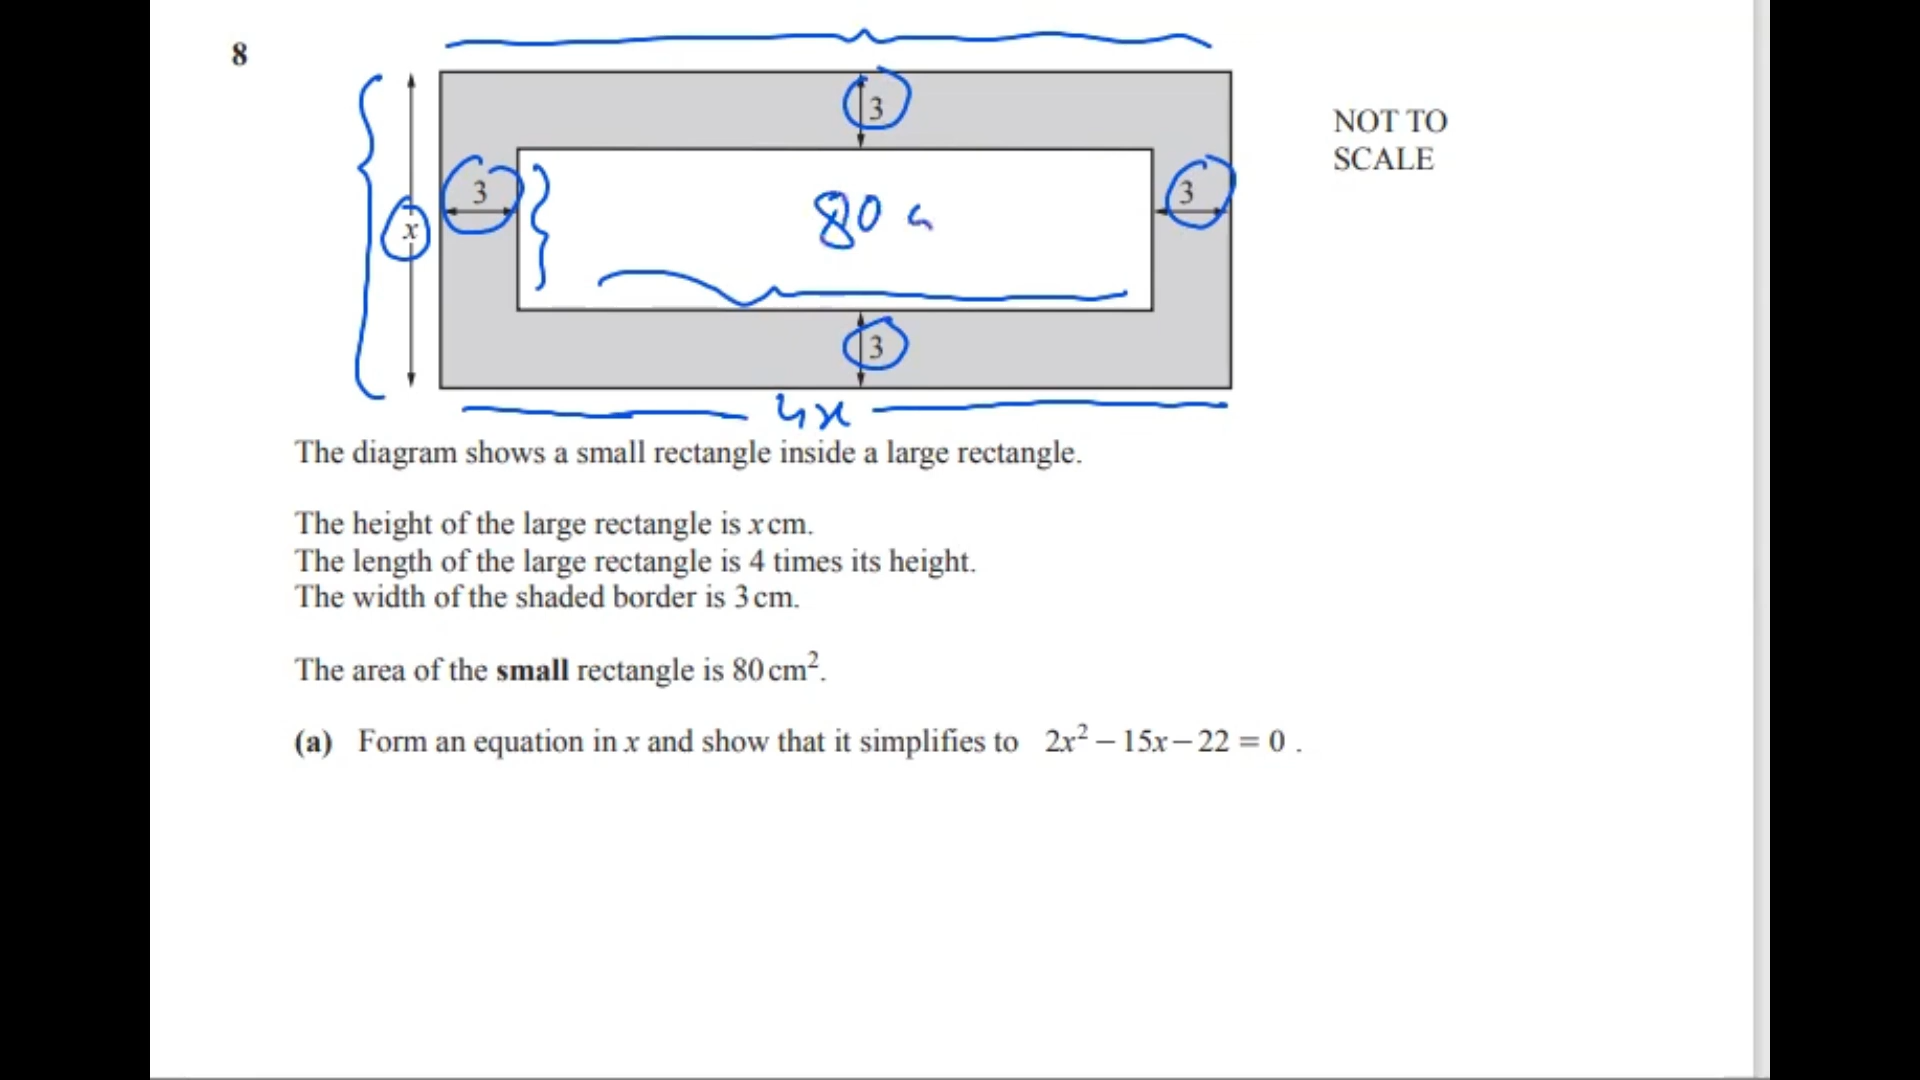 8
3
NOT TO
SCALE
3
3
x
80
3
4x
The diagram shows a small rectangle inside a large rectangle.
The height of the large rectangle is x cm.
The length of the large rectangle is 4 times its height.
The width of the shaded border is 3 cm.
The area of the small rectangle is 80 cm².
(a) Form an equation in x and show that it simplifies to 2x² – 15x – 22 = 0 .